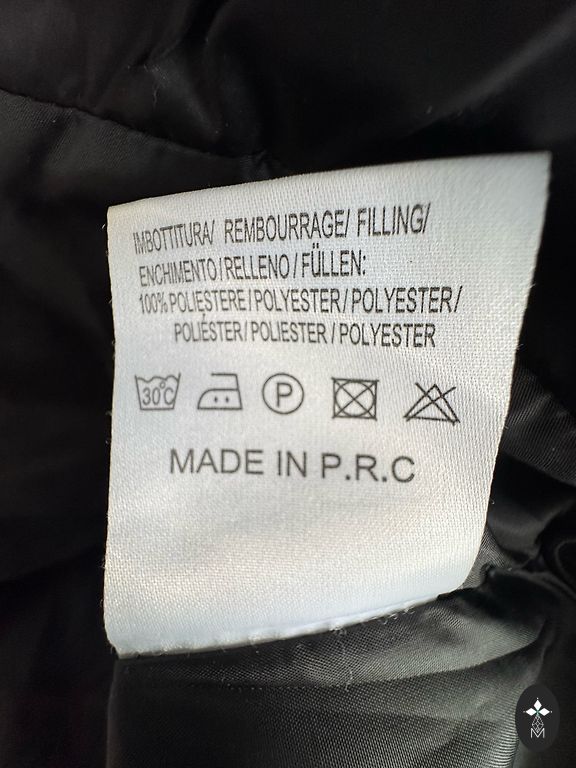 IMBOTTITURA/ REMBOURRAGE/ FILLING/
ENCHIMENTO/RELLENO/FÜLLEN:
100% POLIESTERE/POLYESTER/POLYESTER/
POLIÉSTER/POLIESTER/POLYESTER
30°C P
MADE IN P.R.C